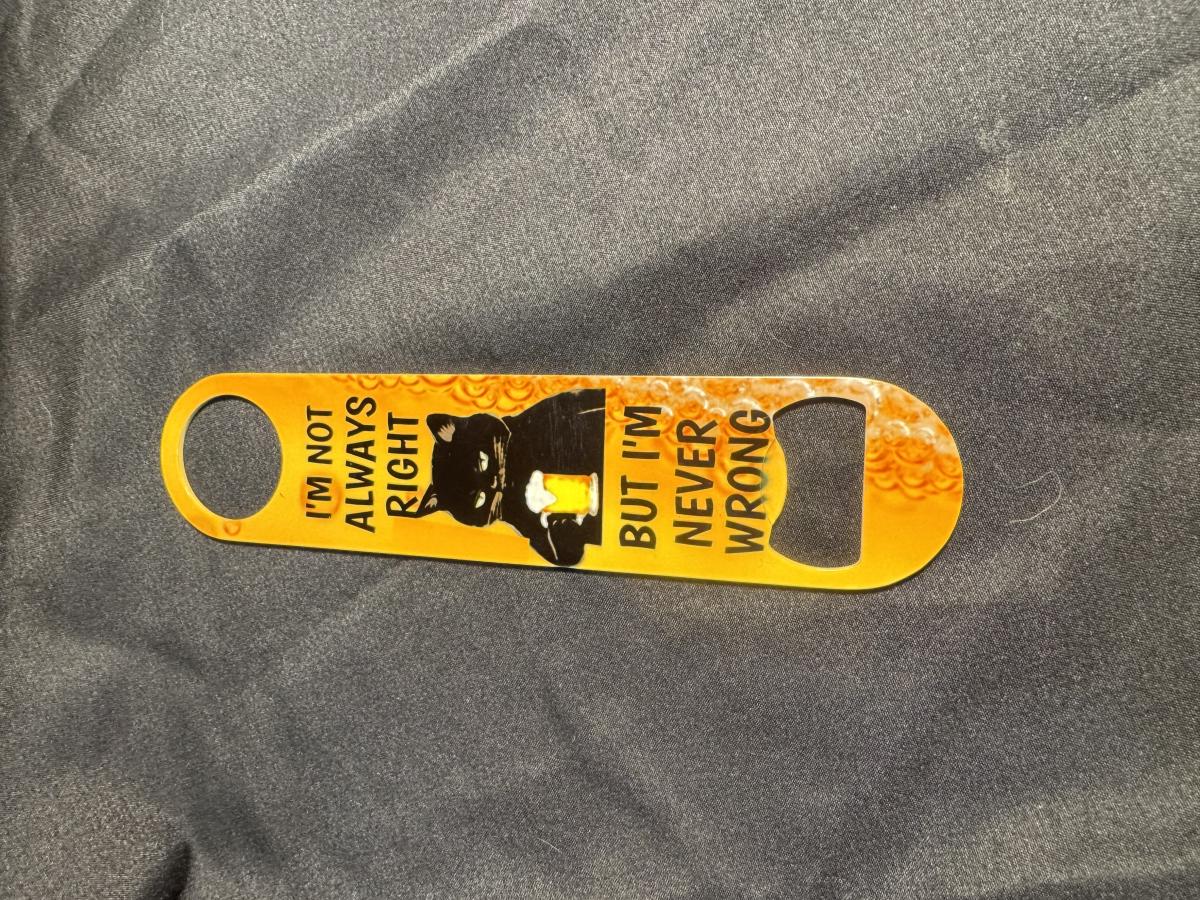 I'M NOT
ALWAYS
RIGHT
BUT I'M
NEVER
WRONG